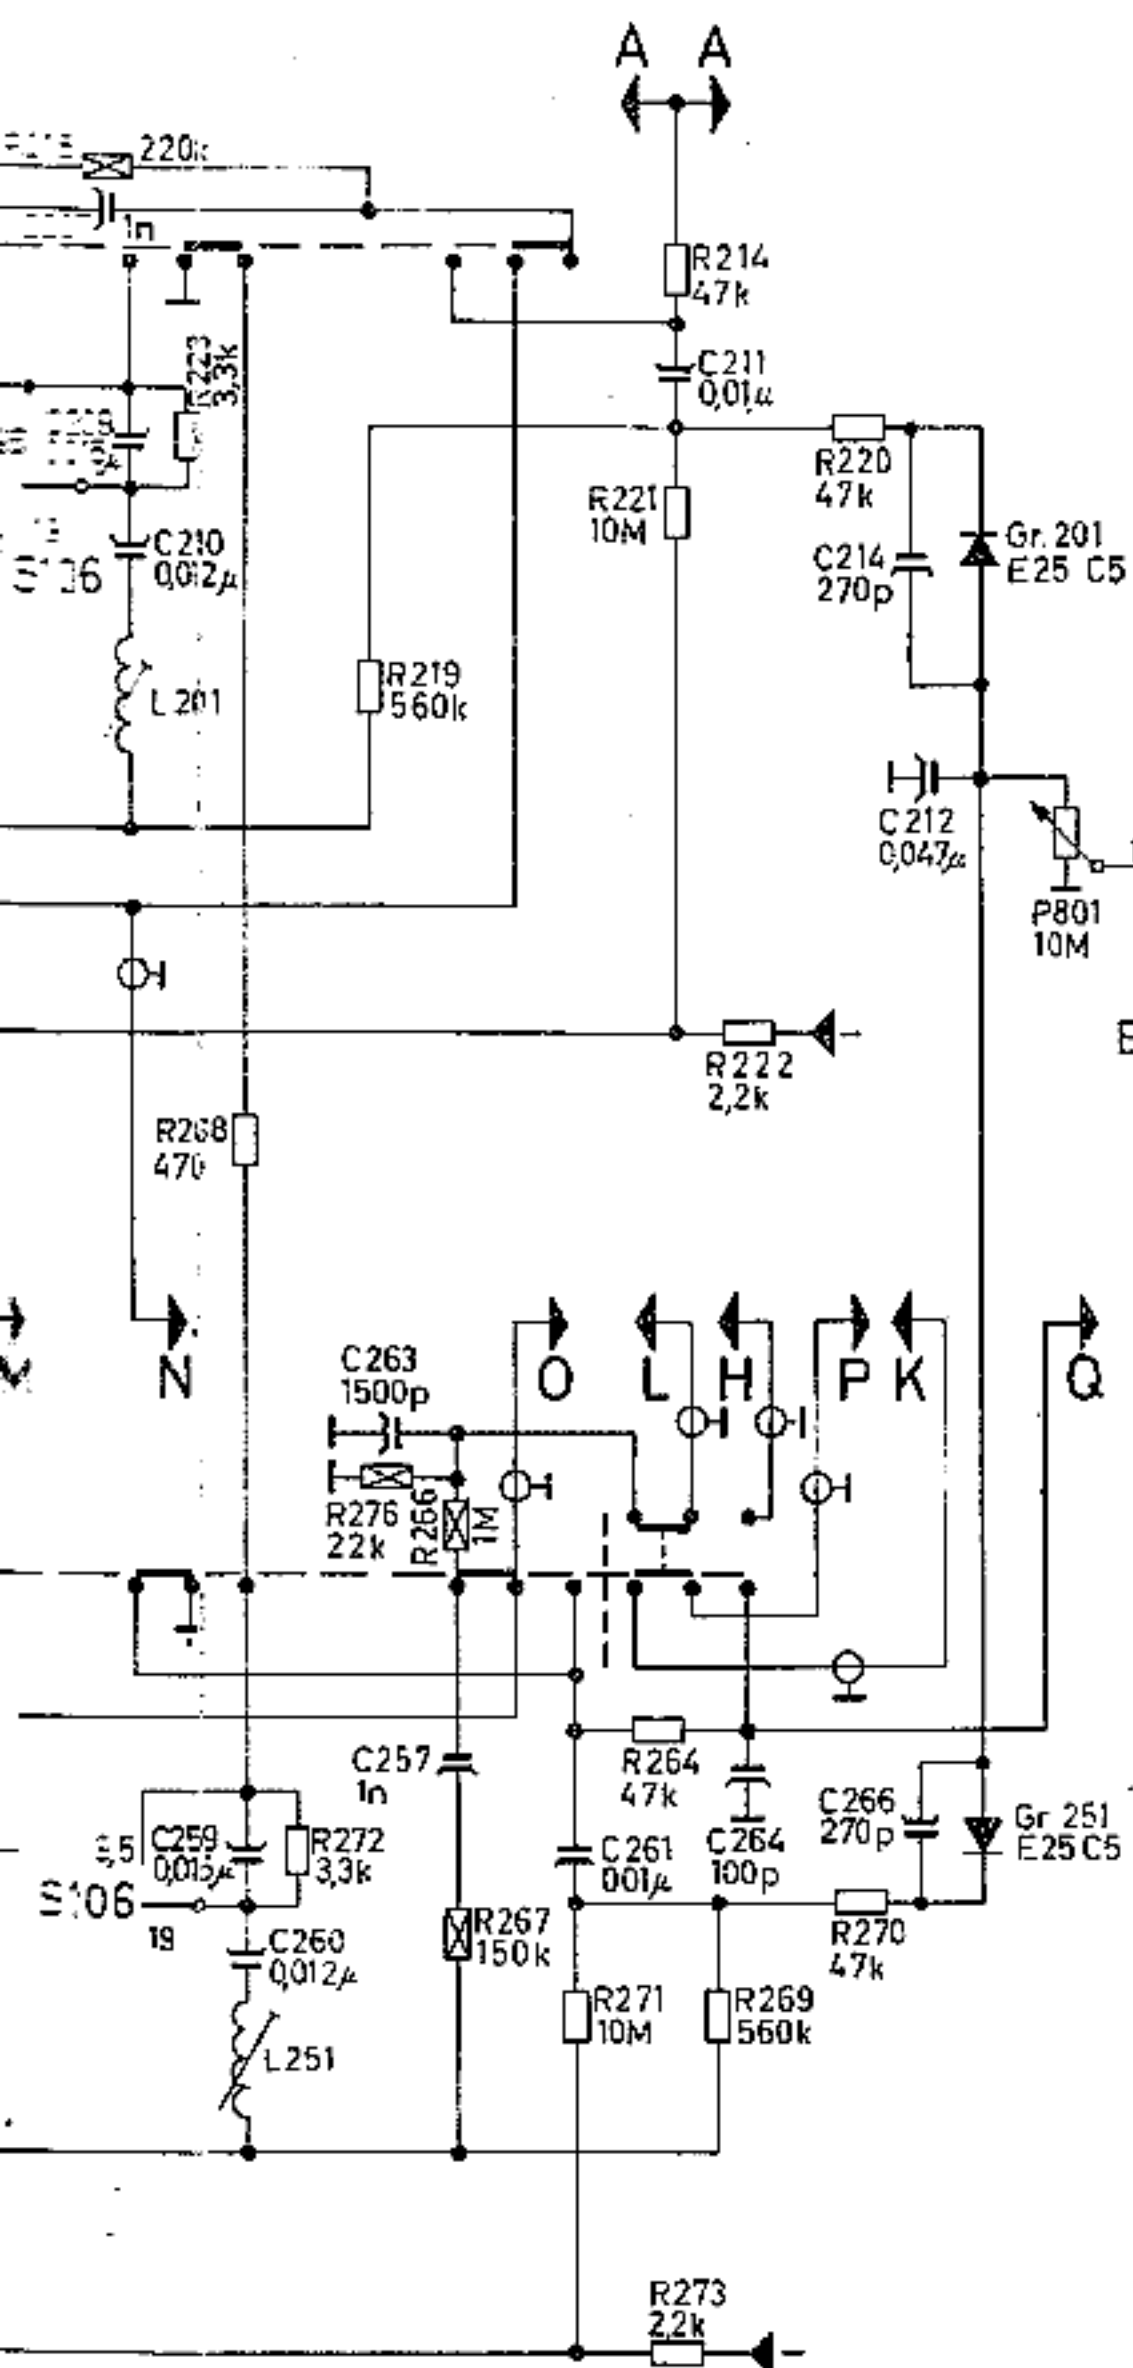 A A
220k
1n
R214
47k
R223
3,3k
C211
0,01µ
R220
47k
R221
10M
C210
0,012µ
C214
270p
Gr.201
E25 C5
R219
560k
L201
C212
0,047µ
P801
10M
R222
2,2k
R268
470
N
O
L
H
P
K
Q
C263
1500p
R276
22k
R266
1M
C257
1n
R264
47k
C266
270p
Gr 251
E25 C5
C259
0,015µ
R272
3,3k
C261
001µ
C264
100p
S106
19
R267
150k
R270
47k
C260
0,012µ
R271
10M
R269
560k
L251
R273
2,2k